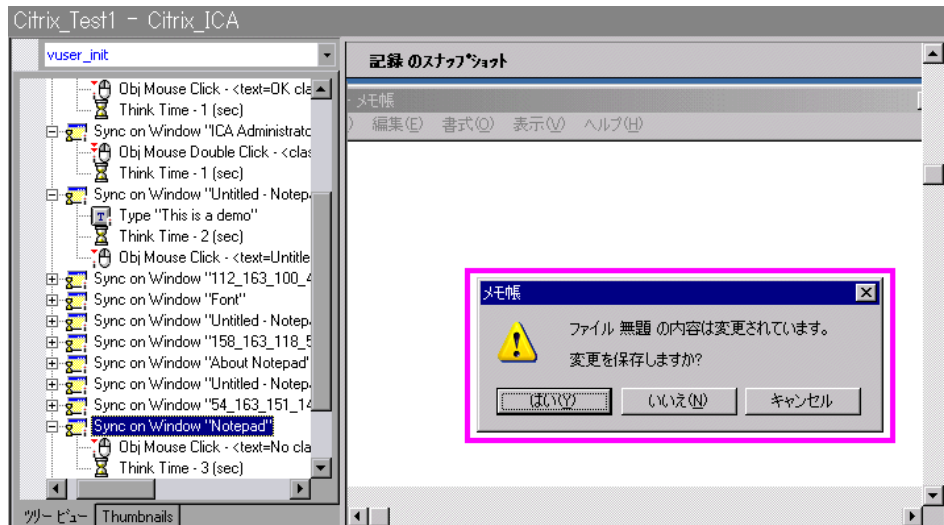 Citrix_Test1 - Citrix_ICA
vuser_init
Obj Mouse Click - <text=OK cla
Think Time - 1 (sec)
Sync on Window "ICA Administrato
Obj Mouse Double Click - <clas
Think Time - 1 (sec)
Sync on Window "Untitled - Notepa
Type "This is a demo"
Think Time - 2 (sec)
Obj Mouse Click - <text=Untitle
Sync on Window "112_163_100_4
Sync on Window "Font"
Sync on Window "Untitled - Notepa
Sync on Window "158_163_118_5
Sync on Window "About Notepad"
Sync on Window "Untitled - Notepa
Sync on Window "54_163_151_14
Sync on Window "Notepad"
Obj Mouse Click - <text=No cla
Think Time - 3 (sec)
ツリー ビュー Thumbnails
記録 のスナップショット
- メモ帳
) 編集(E) 書式(O) 表示(V) ヘルプ(H)
メモ帳
ファイル 無題 の内容は変更されています。
変更を保存しますか?
はい(Y) いいえ(N) キャンセル